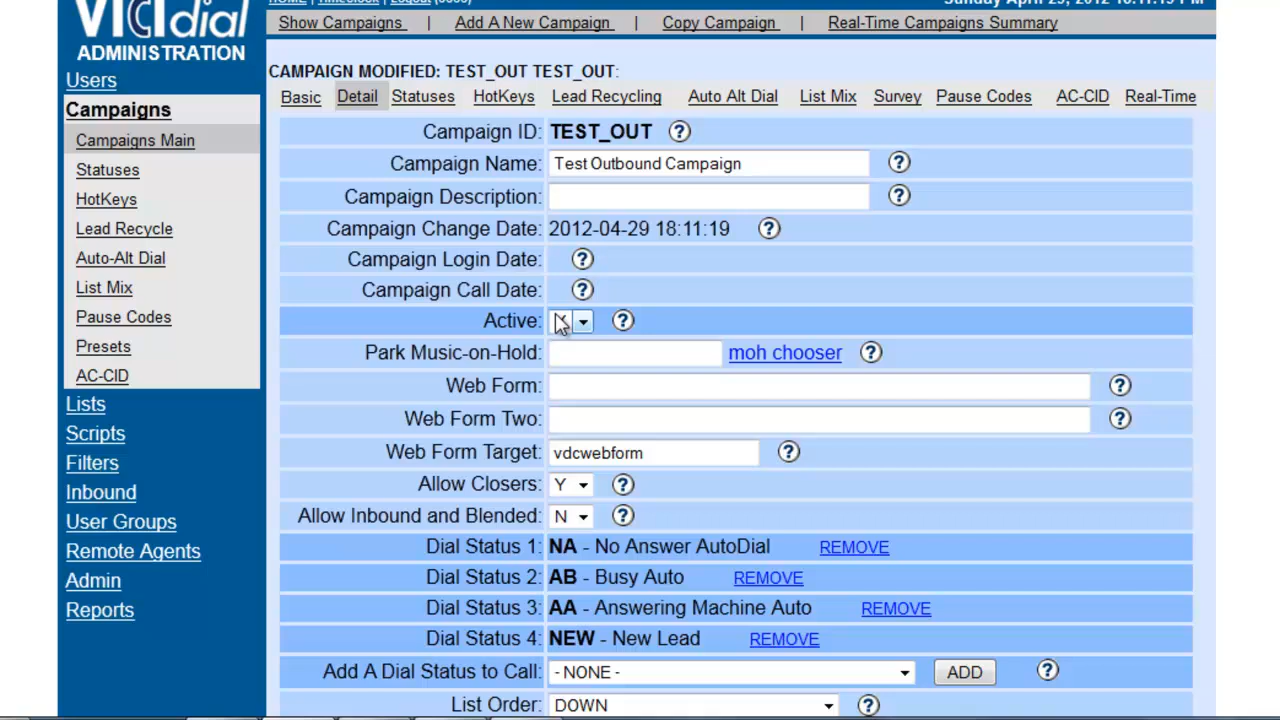 VICIdial
ADMINISTRATION
HOME | Timeclock | Logout
Show Campaigns | Add A New Campaign | Copy Campaign | Real-Time Campaigns Summary
CAMPAIGN MODIFIED: TEST_OUT TEST_OUT:
Basic Detail Statuses HotKeys Lead Recycling Auto Alt Dial List Mix Survey Pause Codes AC-CID Real-Time
Users
Campaigns
Campaigns Main
Statuses
HotKeys
Lead Recycle
Auto-Alt Dial
List Mix
Pause Codes
Presets
AC-CID
Lists
Scripts
Filters
Inbound
User Groups
Remote Agents
Admin
Reports
Campaign ID: TEST_OUT ?
Campaign Name: Test Outbound Campaign ?
Campaign Description: ?
Campaign Change Date: 2012-04-29 18:11:19 ?
Campaign Login Date: ?
Campaign Call Date: ?
Active: ?
Park Music-on-Hold: moh chooser ?
Web Form: ?
Web Form Two: ?
Web Form Target: vdcwebform ?
Allow Closers: Y ?
Allow Inbound and Blended: N ?
Dial Status 1: NA - No Answer AutoDial REMOVE
Dial Status 2: AB - Busy Auto REMOVE
Dial Status 3: AA - Answering Machine Auto REMOVE
Dial Status 4: NEW - New Lead REMOVE
Add A Dial Status to Call: - NONE - ADD ?
List Order: DOWN ?